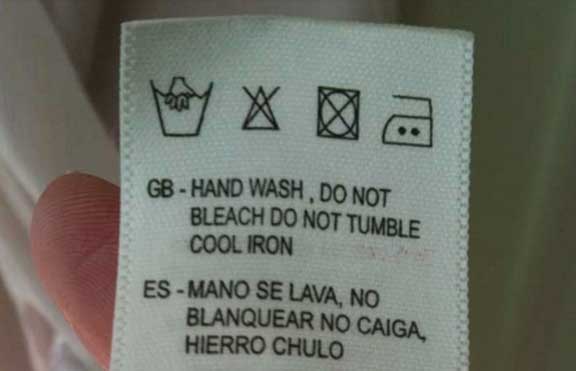 GB - HAND WASH , DO NOT
BLEACH DO NOT TUMBLE
COOL IRON
ES - MANO SE LAVA, NO
BLANQUEAR NO CAIGA,
HIERRO CHULO